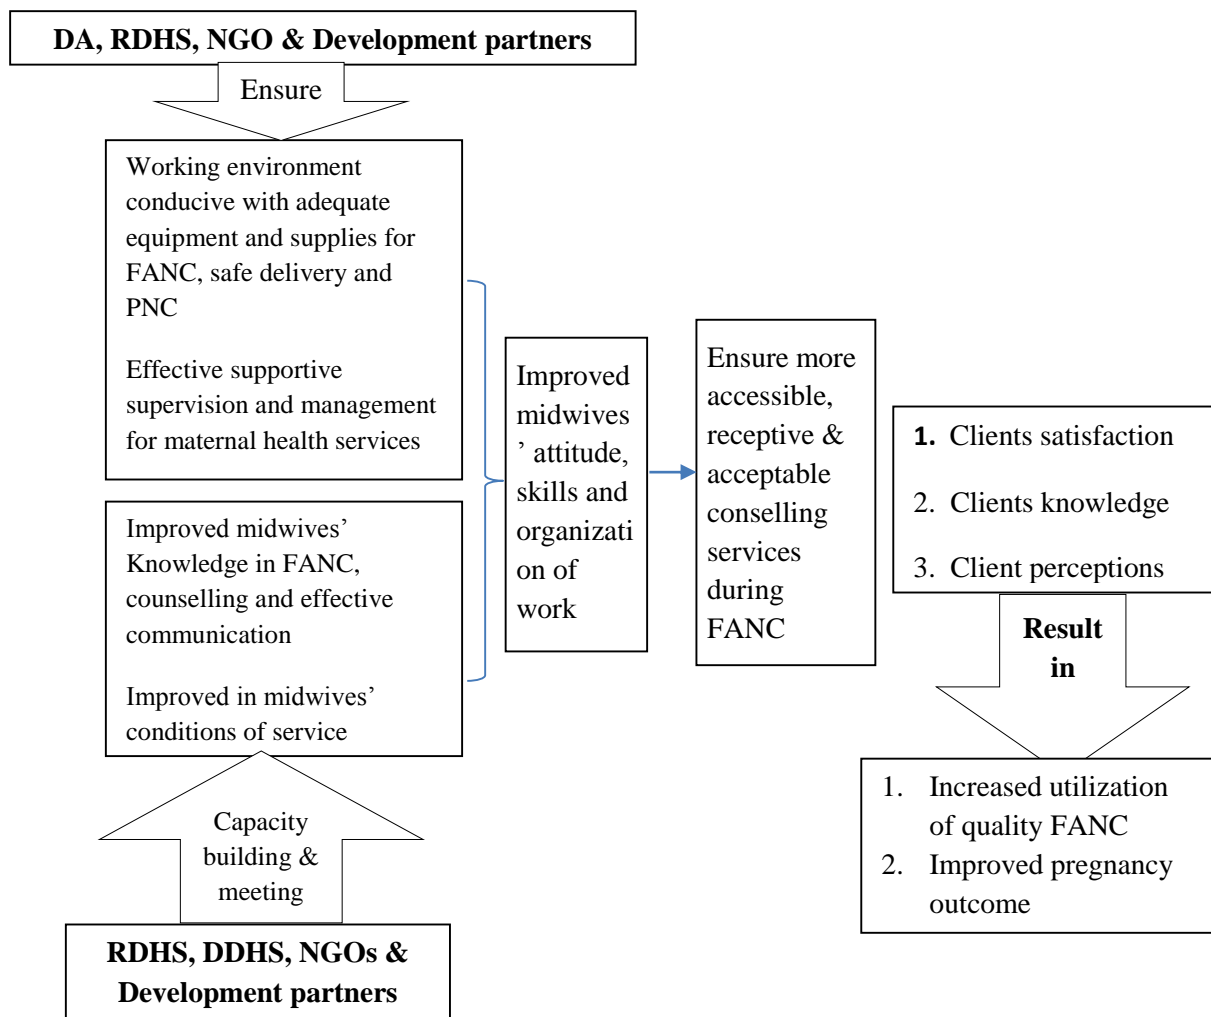 DA, RDHS, NGO & Development partners
Ensure
Working environment
conducive with adequate
equipment and supplies for
FANC, safe delivery and
PNC
Effective supportive
supervision and management
for maternal health services
Improved midwives’
Knowledge in FANC,
counselling and effective
communication
Improved in midwives’
conditions of service
Capacity
building &
meeting
RDHS, DDHS, NGOs &
Development partners
Improved
midwives
’ attitude,
skills and
organizati
on of
work
Ensure more
accessible,
receptive &
acceptable
conselling
services
during
FANC
1. Clients satisfaction
2. Clients knowledge
3. Client perceptions
Result
in
1. Increased utilization
of quality FANC
2. Improved pregnancy
outcome